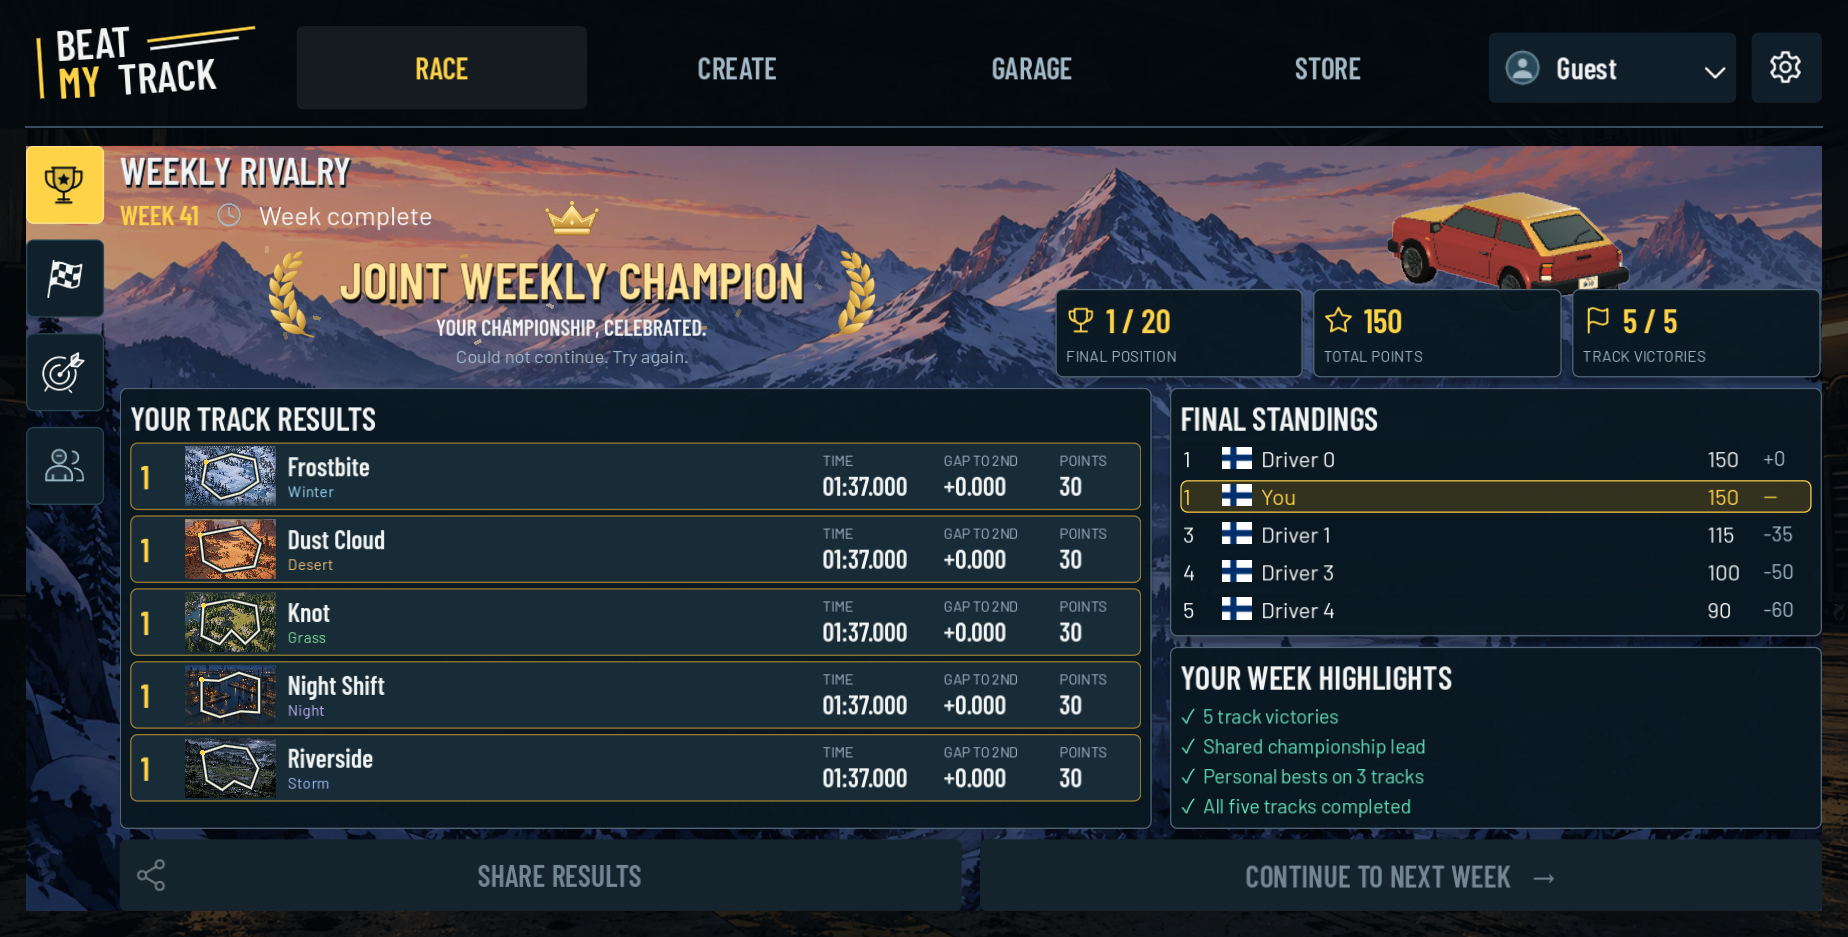 BEAT
MY TRACK
RACE
CREATE
GARAGE
STORE
Guest
WEEKLY RIVALRY
WEEK 41 Week complete
JOINT WEEKLY CHAMPION
YOUR CHAMPIONSHIP, CELEBRATED.
Could not continue. Try again.
1 / 20
FINAL POSITION
150
TOTAL POINTS
5 / 5
TRACK VICTORIES
YOUR TRACK RESULTS
1 Frostbite
Winter
TIME GAP TO 2ND POINTS
01:37.000 +0.000 30
1 Dust Cloud
Desert
TIME GAP TO 2ND POINTS
01:37.000 +0.000 30
1 Knot
Grass
TIME GAP TO 2ND POINTS
01:37.000 +0.000 30
1 Night Shift
Night
TIME GAP TO 2ND POINTS
01:37.000 +0.000 30
1 Riverside
Storm
TIME GAP TO 2ND POINTS
01:37.000 +0.000 30
FINAL STANDINGS
1 Driver 0 150 +0
1 You 150 —
3 Driver 1 115 -35
4 Driver 3 100 -50
5 Driver 4 90 -60
YOUR WEEK HIGHLIGHTS
✓ 5 track victories
✓ Shared championship lead
✓ Personal bests on 3 tracks
✓ All five tracks completed
SHARE RESULTS
CONTINUE TO NEXT WEEK →